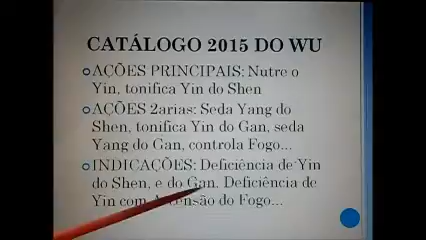 CATÁLOGO 2015 DO WU
AÇÕES PRINCIPAIS: Nutre o
Yin, tonifica Yin do Shen
AÇÕES 2arias: Seda Yang do
Shen, tonifica Yin do Gan, seda
Yang do Gan, controla Fogo...
INDICAÇÕES: Deficiência de Yin
do Shen, e do Gan. Deficiência de
Yin com do Fogo...